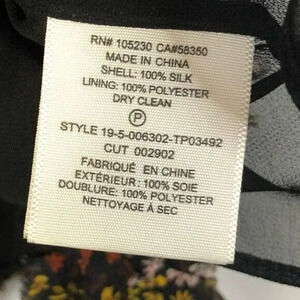 RN# 105230 CA#58350
MADE IN CHINA
SHELL: 100% SILK
LINING: 100% POLYESTER
DRY CLEAN
P
STYLE 19-5-006302-TP03492
CUT 002902
FABRIQUÉ EN CHINE
EXTÉRIEUR: 100% SOIE
DOUBLURE: 100% POLYESTER
NETTOYAGE À SEC